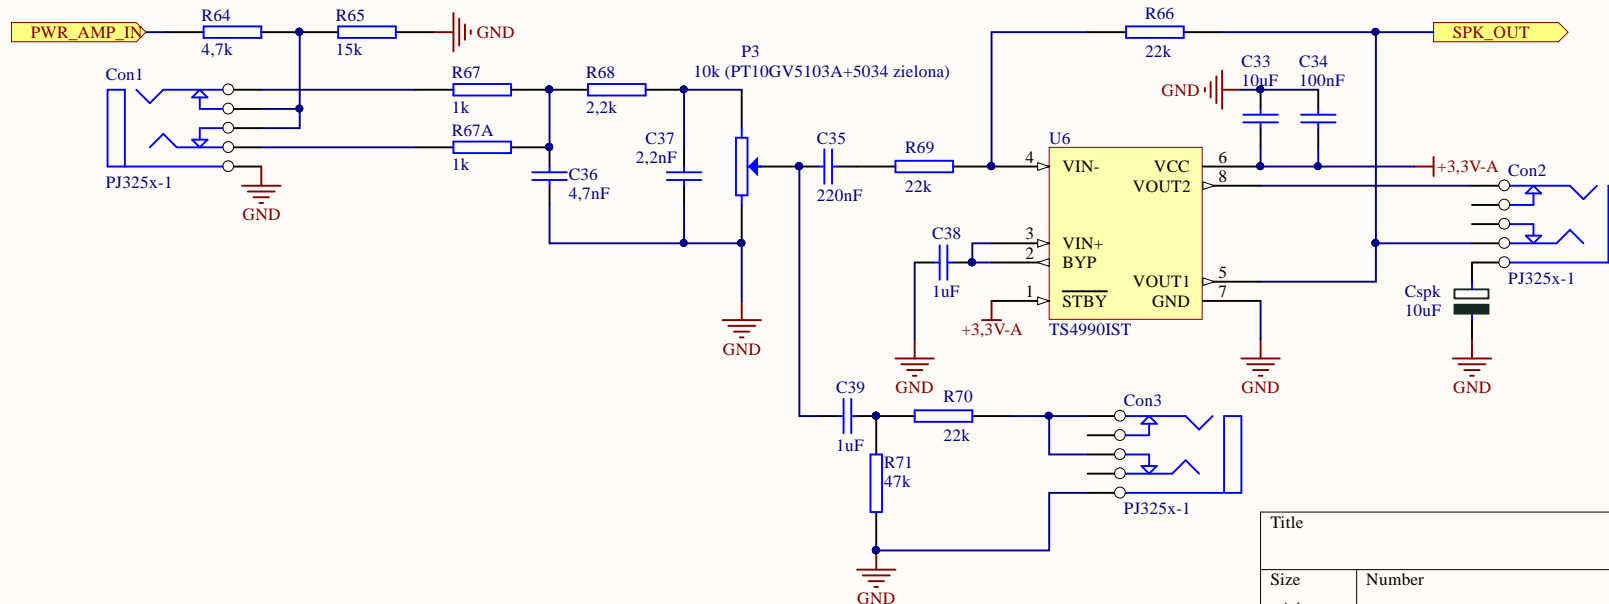 PWR_AMP_IN
R64
4,7k
R65
15k
GND
Con1
PJ325x-1
GND
R67
1k
R67A
1k
R68
2,2k
C36
4,7nF
C37
2,2nF
P3
10k (PT10GV5103A+5034 zielona)
GND
C35
220nF
R69
22k
R66
22k
SPK_OUT
C33
10uF
C34
100nF
GND
U6
4
VIN-
VCC
6
VOUT2
8
3
VIN+
2
BYP
VOUT1
5
1
STBY
GND
7
TS4990IST
+3,3V-A
Con2
PJ325x-1
Cspk
10uF
GND
C38
1uF
+3,3V-A
GND
GND
C39
1uF
R70
22k
R71
47k
GND
Con3
PJ325x-1
Title
Size
Number